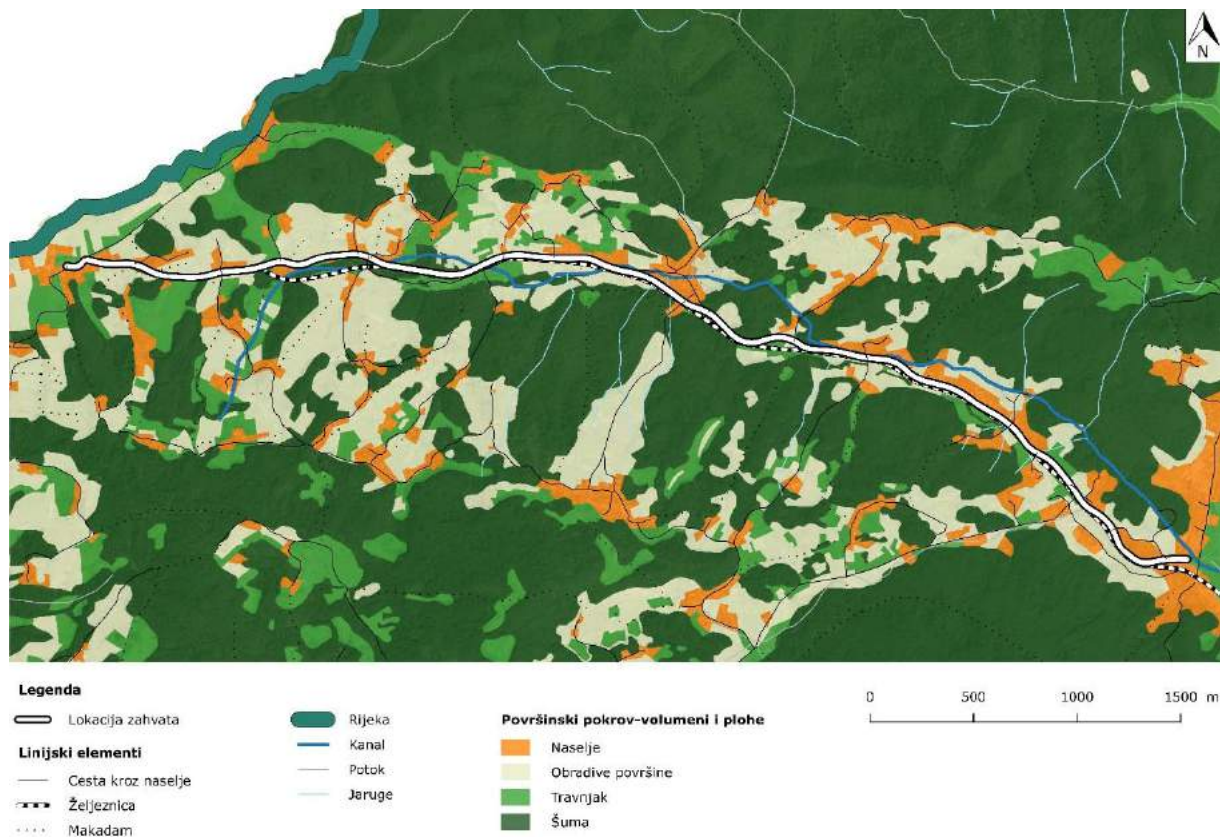 N
Legenda
Lokacija zahvata
Linijski elementi
Cesta kroz naselje
Željeznica
Makadam
Rijeka
Kanal
Potok
Jaruge
Površinski pokrov-volumeni i plohe
Naselje
Obradive površine
Travnjak
Šuma
0 500 1000 1500 m